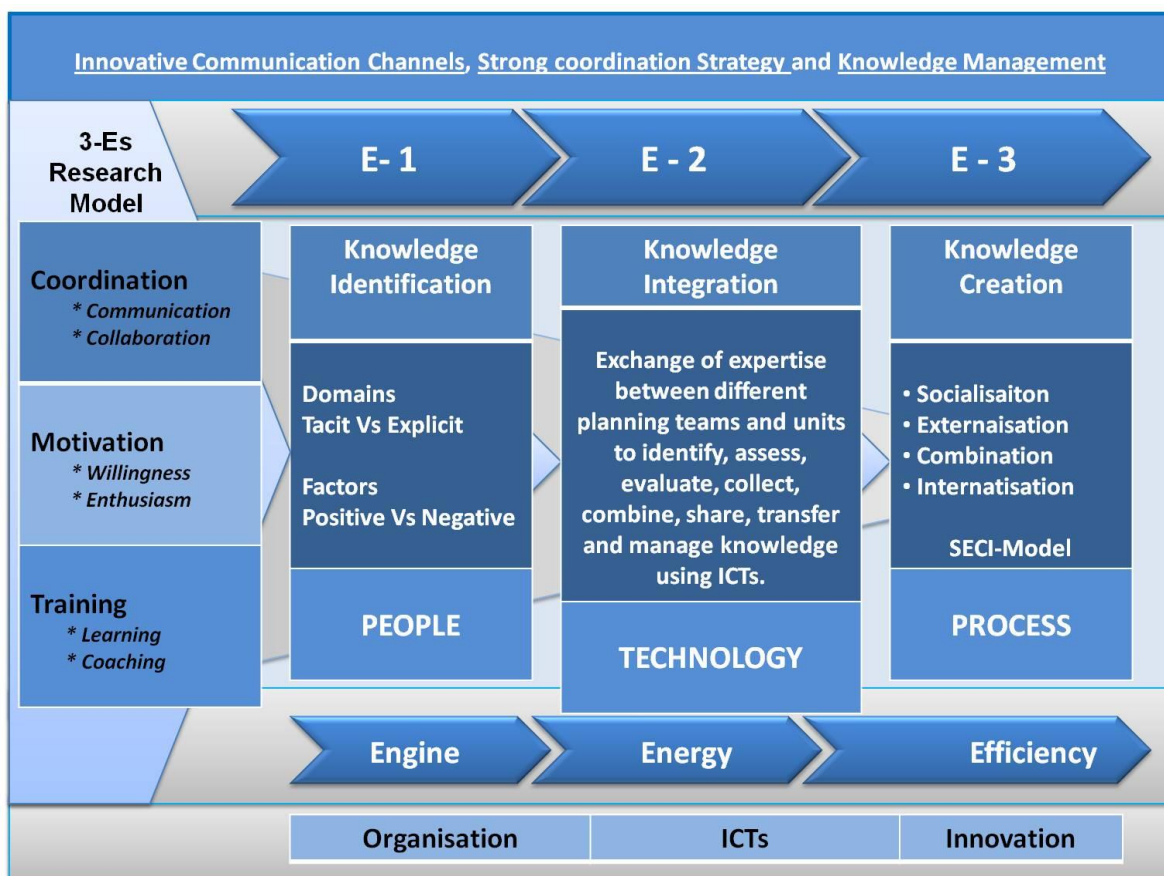 Innovative Communication Channels, Strong coordination Strategy and Knowledge Management
3-Es
Research
Model
E- 1
E - 2
E - 3
Coordination
* Communication
* Collaboration
Motivation
* Willingness
* Enthusiasm
Training
* Learning
* Coaching
Knowledge
Identification
Domains
Tacit Vs Explicit
Factors
Positive Vs Negative
PEOPLE
Knowledge
Integration
Exchange of expertise
between different
planning teams and units
to identify, assess,
evaluate, collect,
combine, share, transfer
and manage knowledge
using ICTs.
TECHNOLOGY
Knowledge
Creation
• Socialisaiton
• Externaisation
• Combination
• Internatisation
SECI-Model
PROCESS
Engine
Energy
Efficiency
Organisation
ICTs
Innovation